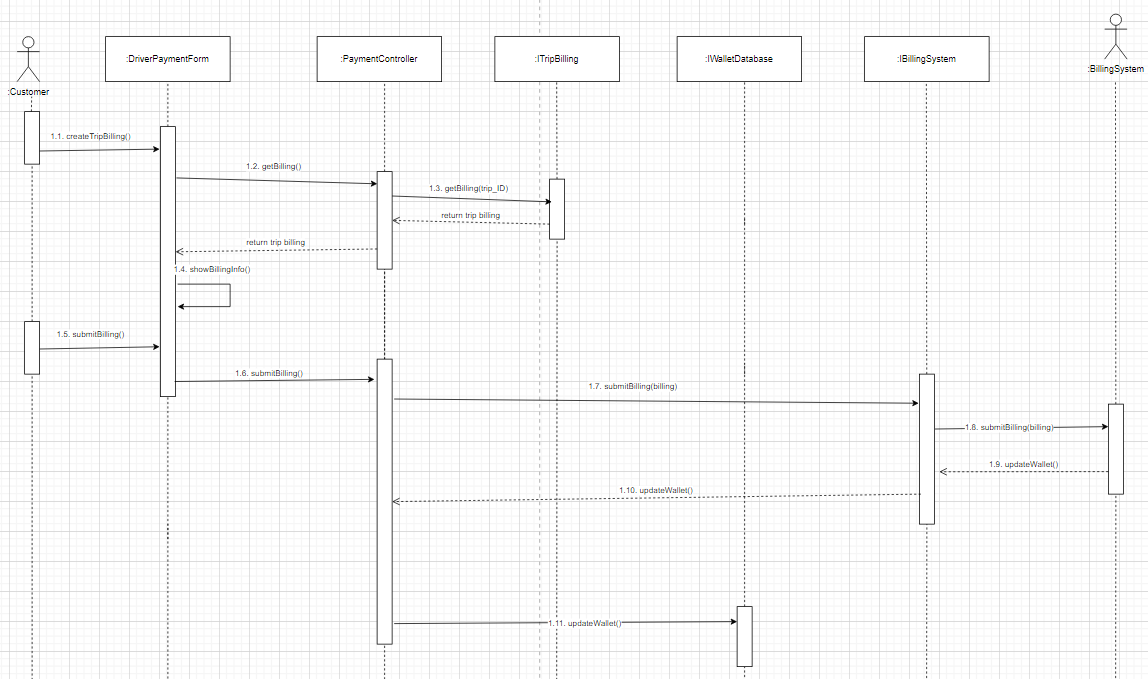 :Customer
:DriverPaymentForm
:PaymentController
:ITripBilling
:IWalletDatabase
:IBillingSystem
:BillingSystem
1.1. createTripBilling()
1.2. getBilling()
1.3. getBilling(trip_ID)
return trip billing
return trip billing
1.4. showBillingInfo()
1.5. submitBilling()
1.6. submitBilling()
1.7. submitBilling(billing)
1.8. submitBilling(billing)
1.9. updateWallet()
1.10. updateWallet()
1.11. updateWallet()